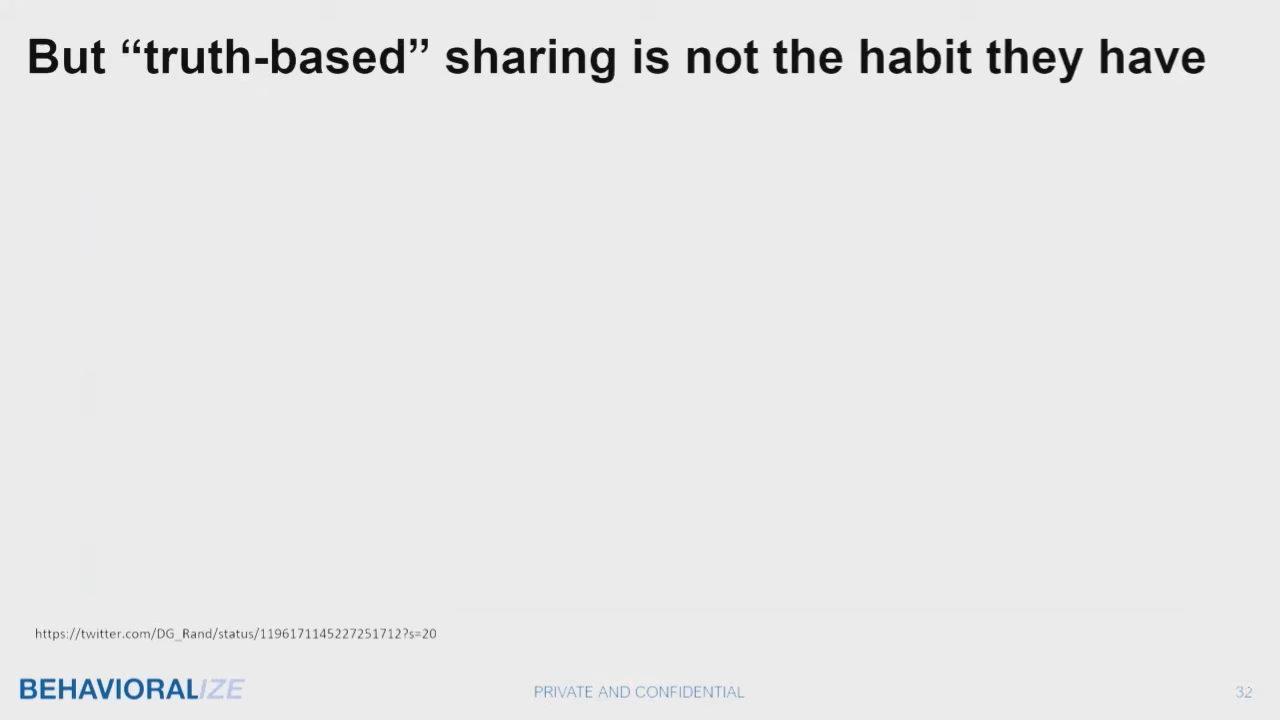 But “truth-based” sharing is not the habit they have
https://twitter.com/DG_Rand/status/1196171145227251712?s=20
BEHAVIORALIZE
PRIVATE AND CONFIDENTIAL
32